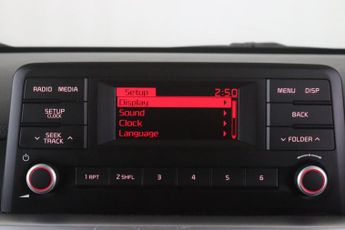 RADIO MEDIA
SETUP
CLOCK
SEEK
TRACK
Setup 2:50
Display
Sound
Clock
Language
MENU DISP
BACK
FOLDER
1 RPT 2 SHFL 3 4 5 6